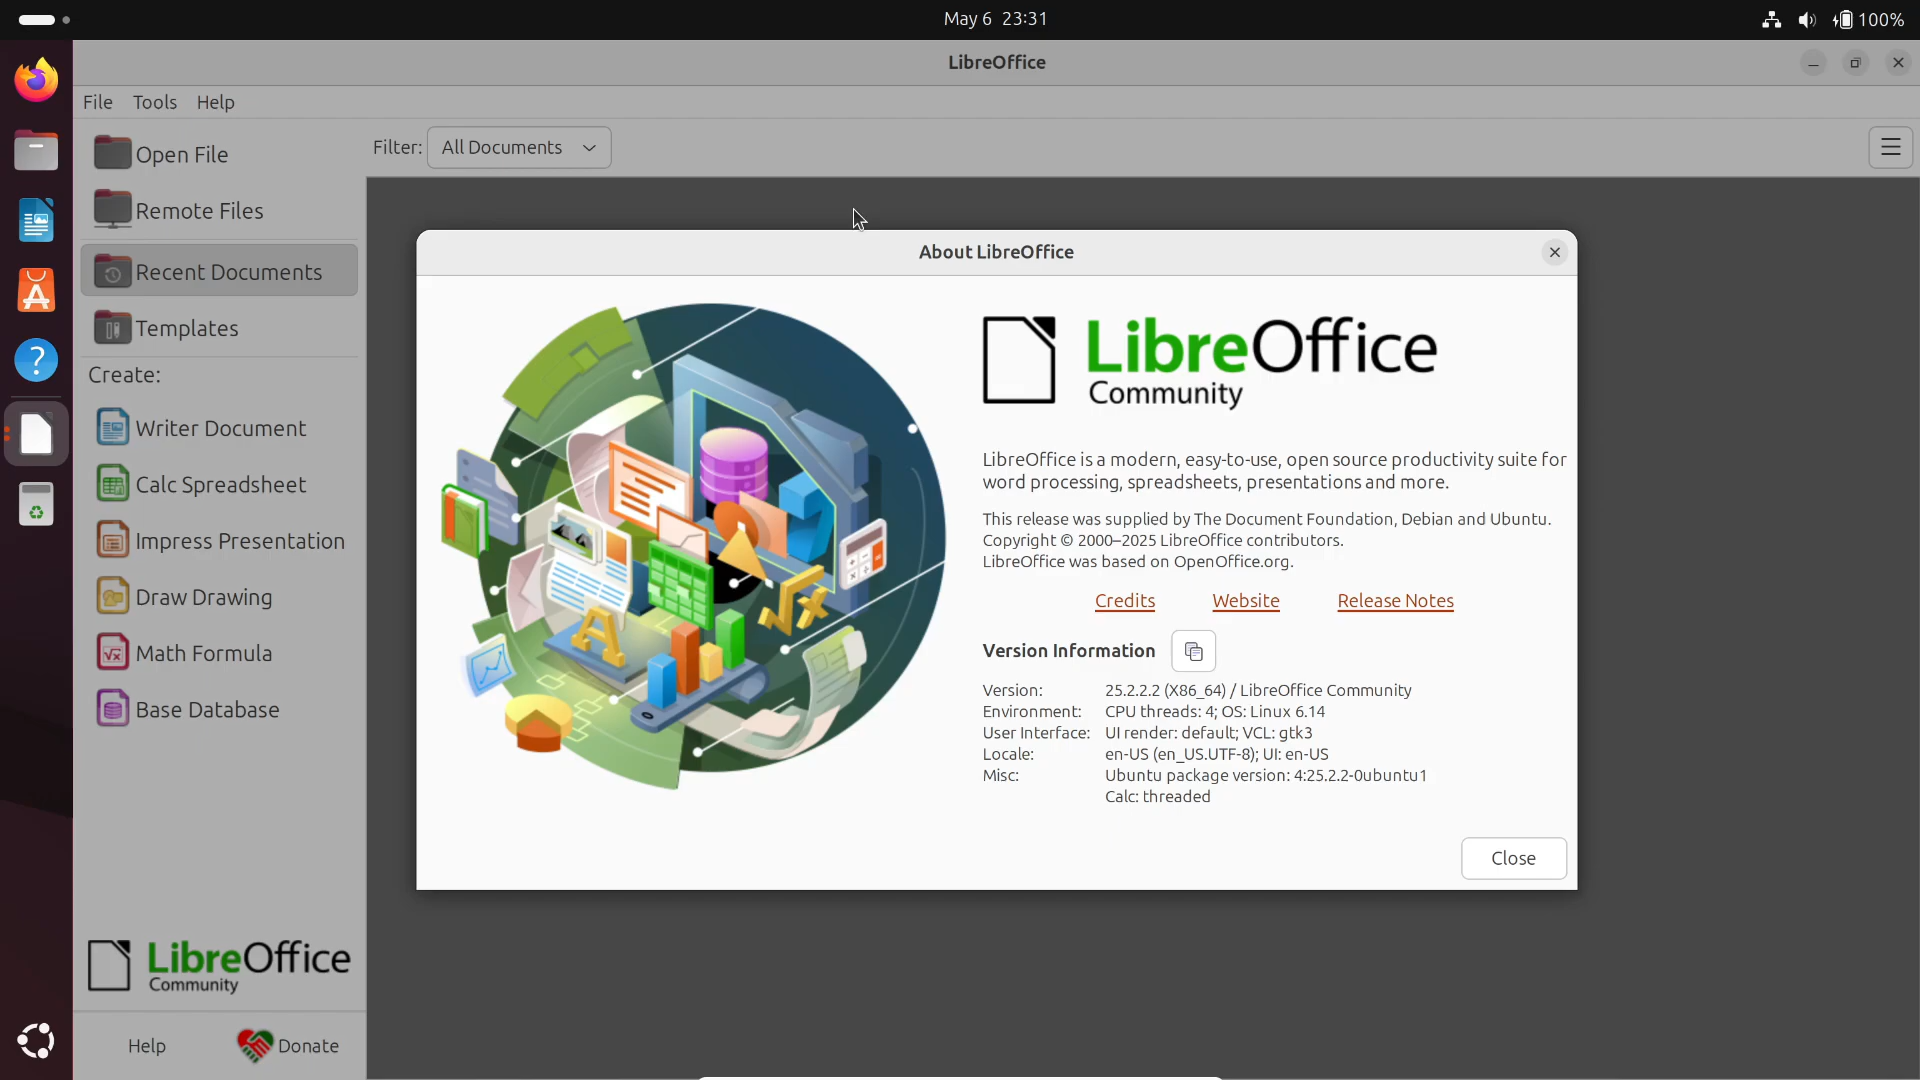 May 6 23:31
100%
LibreOffice
File Tools Help
Open File
Filter: All Documents
Remote Files
Recent Documents
Templates
Create:
Writer Document
Calc Spreadsheet
Impress Presentation
Draw Drawing
Math Formula
Base Database
LibreOffice
Community
Help Donate
About LibreOffice
LibreOffice
Community
LibreOffice is a modern, easy-to-use, open source productivity suite for
word processing, spreadsheets, presentations and more.
This release was supplied by The Document Foundation, Debian and Ubuntu.
Copyright © 2000–2025 LibreOffice contributors.
LibreOffice was based on OpenOffice.org.
Credits Website Release Notes
Version Information
Version: 25.2.2.2 (X86_64) / LibreOffice Community
Environment: CPU threads: 4; OS: Linux 6.14
User Interface: UI render: default; VCL: gtk3
Locale: en-US (en_US.UTF-8); UI: en-US
Misc: Ubuntu package version: 4:25.2.2-0ubuntu1
Calc: threaded
Close